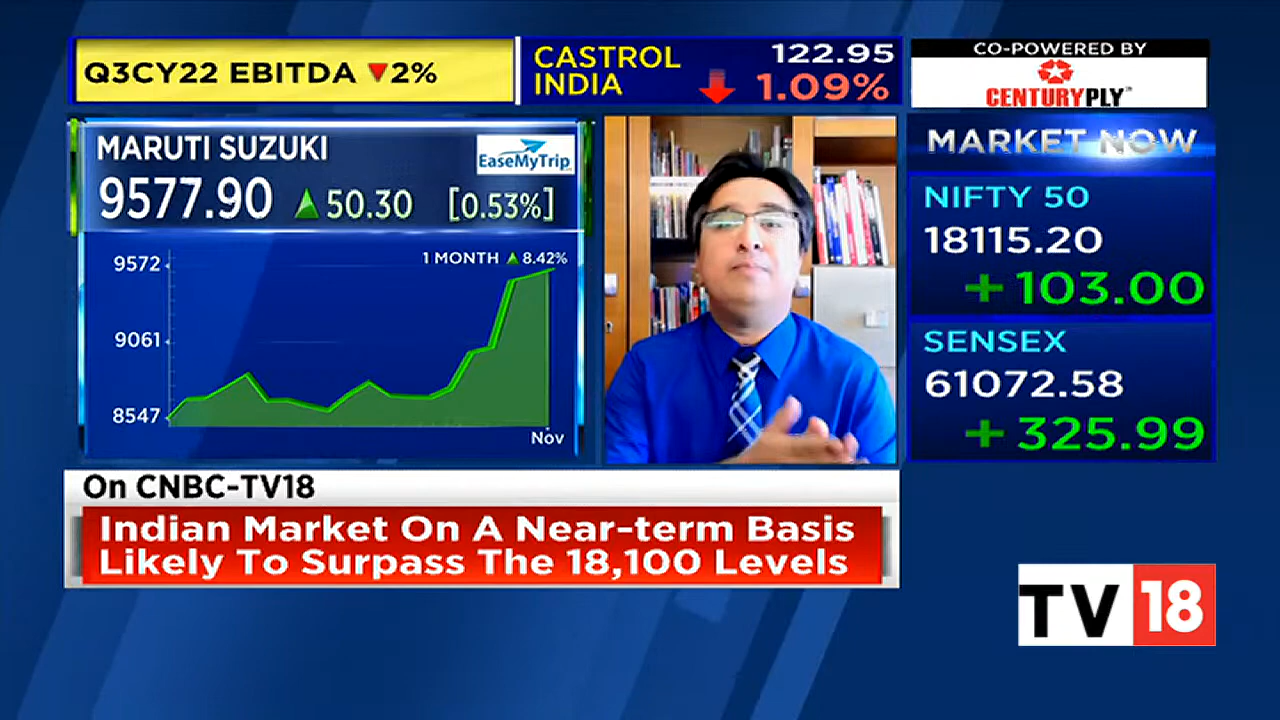 Q3CY22 EBITDA ▼2%
CASTROL INDIA
122.95
1.09%
CO-POWERED BY
CENTURYPLY™
MARUTI SUZUKI
EaseMyTrip
9577.90 ▲ 50.30 [0.53%]
1 MONTH ▲ 8.42%
9572
9061
8547
Nov
MARKET NOW
NIFTY 50
18115.20
+ 103.00
SENSEX
61072.58
+ 325.99
On CNBC-TV18
Indian Market On A Near-term Basis
Likely To Surpass The 18,100 Levels
TV18